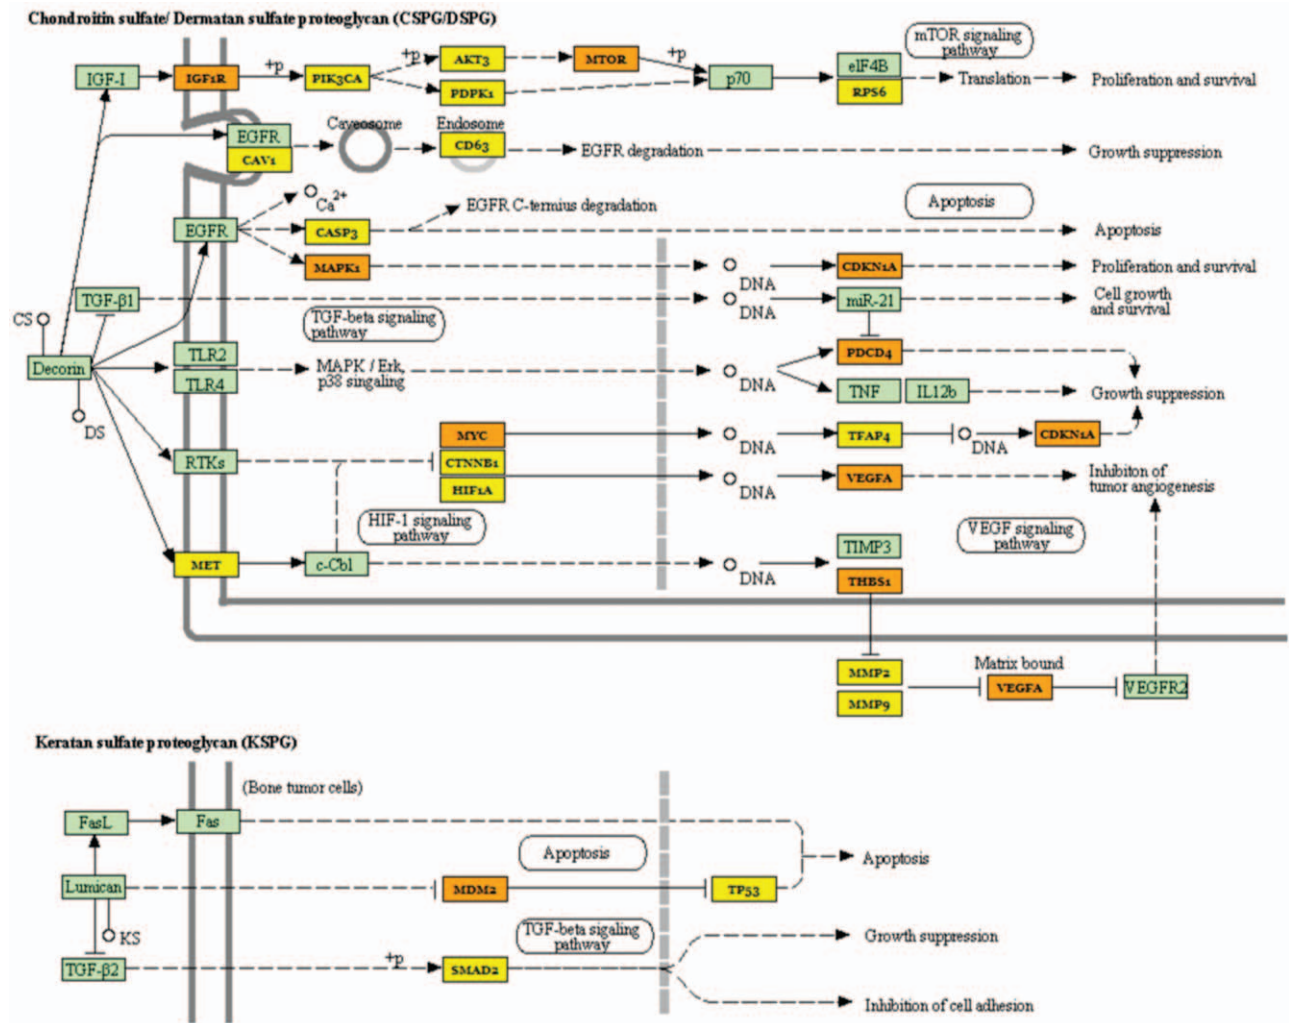 Chondroitin sulfate/ Dermatan sulfate proteoglycan (CSPG/DSPG)
mTOR signaling
pathway
IGF-I
IGF1R
+p
PIK3CA
+p
AKT3
PDPK1
MTOR
+p
p70
eIF4B
RPS6
Translation
Proliferation and survival
EGFR
CAV1
Caveosome
Endosome
CD63
EGFR degradation
Growth suppression
Ca2+
EGFR C-termius degradation
Apoptosis
EGFR
CASP3
Apoptosis
MAPK1
DNA
CDKN1A
Proliferation and survival
TGF-β1
DNA
miR-21
Cell growth
and survival
TGF-beta signaling
pathway
CS
Decorin
DS
TLR2
TLR4
MAPK / Erk,
p38 singaling
DNA
PDCD4
TNF
IL12b
Growth suppression
RTKs
MYC
CTNNB1
HIF1A
DNA
TFAP4
DNA
CDKN1A
DNA
VEGFA
Inhibiton of
tumor angiogenesis
HIF-1 signaling
pathway
VEGF signaling
pathway
MET
c-Cbl
DNA
TIMP3
THBS1
MMP2
MMP9
Matrix bound
VEGFA
VEGFR2
Keratan sulfate proteoglycan (KSPG)
(Bone tumor cells)
FasL
Fas
Apoptosis
Apoptosis
Lumican
KS
MDM2
TP53
TGF-beta sigaling
pathway
Growth suppression
TGF-β2
+p
SMAD2
Inhibition of cell adhesion